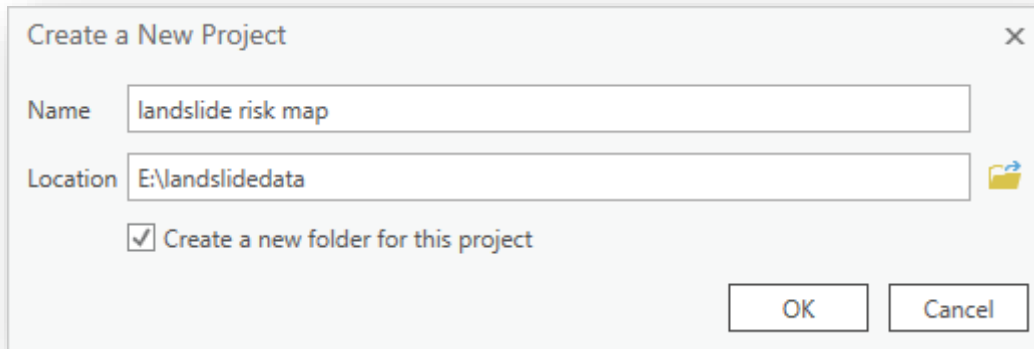 Create a New Project
Name landslide risk map
Location E:\landslidedata
Create a new folder for this project
OK Cancel